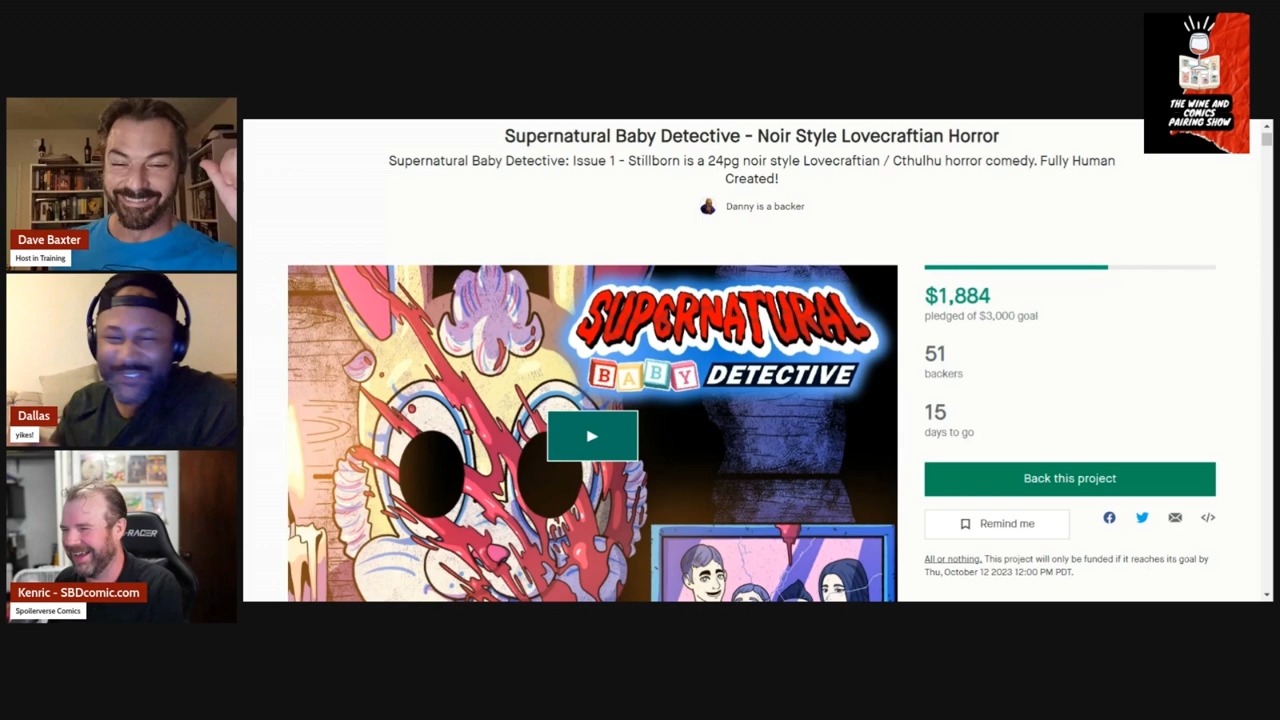 THE WINE AND
COMICS
PAIRING SHOW
Dave Baxter
Host in Training
Dallas
yikes!
-RACER
Kenric - SBDcomic.com
Spoilerverse Comics
Supernatural Baby Detective - Noir Style Lovecraftian Horror
Supernatural Baby Detective: Issue 1 - Stillborn is a 24pg noir style Lovecraftian / Cthulhu horror comedy. Fully Human
Created!
Danny is a backer
SUPERNATURAL
BABY DETECTIVE
$1,884
pledged of $3,000 goal
51
backers
15
days to go
Back this project
Remind me
All or nothing. This project will only be funded if it reaches its goal by
Thu, October 12 2023 12:00 PM PDT.